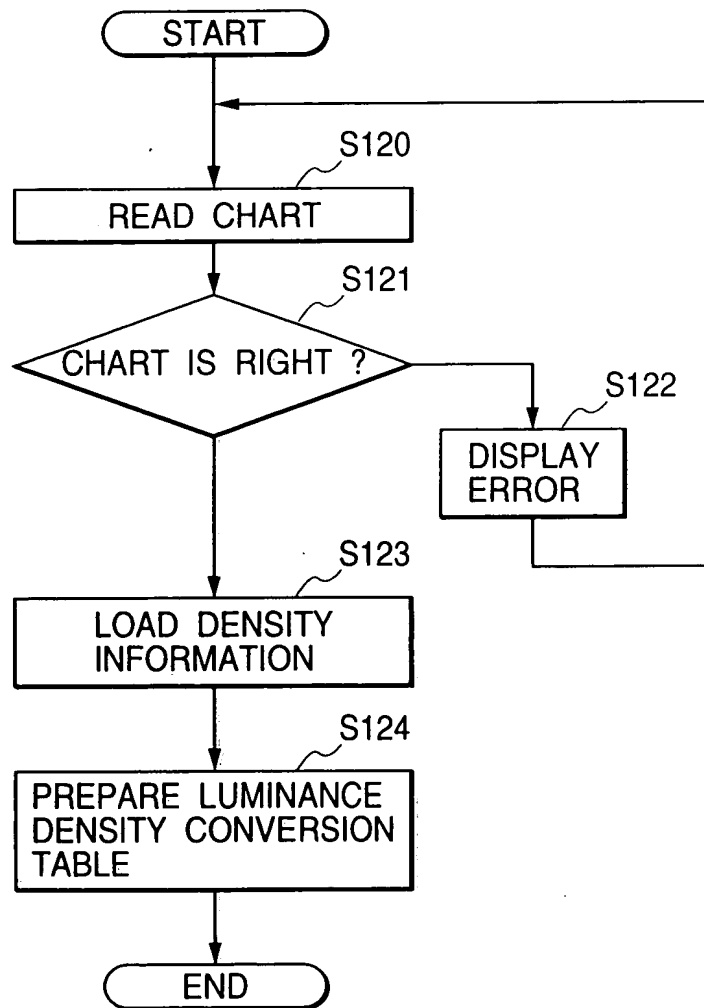 START
S120
READ CHART
S121
CHART IS RIGHT ?
S122
DISPLAY
ERROR
S123
LOAD DENSITY
INFORMATION
S124
PREPARE LUMINANCE
DENSITY CONVERSION
TABLE
END